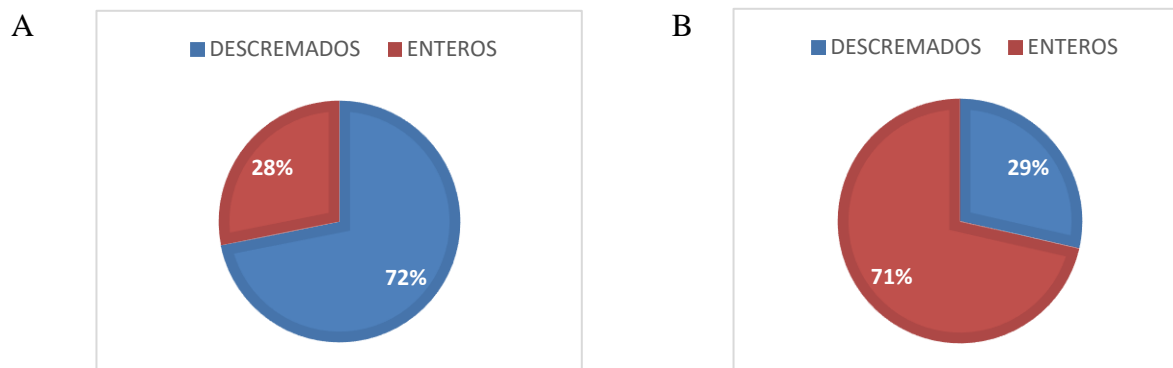 A
DESCREMADOS ENTEROS
28%
72%
B
DESCREMADOS ENTEROS
29%
71%